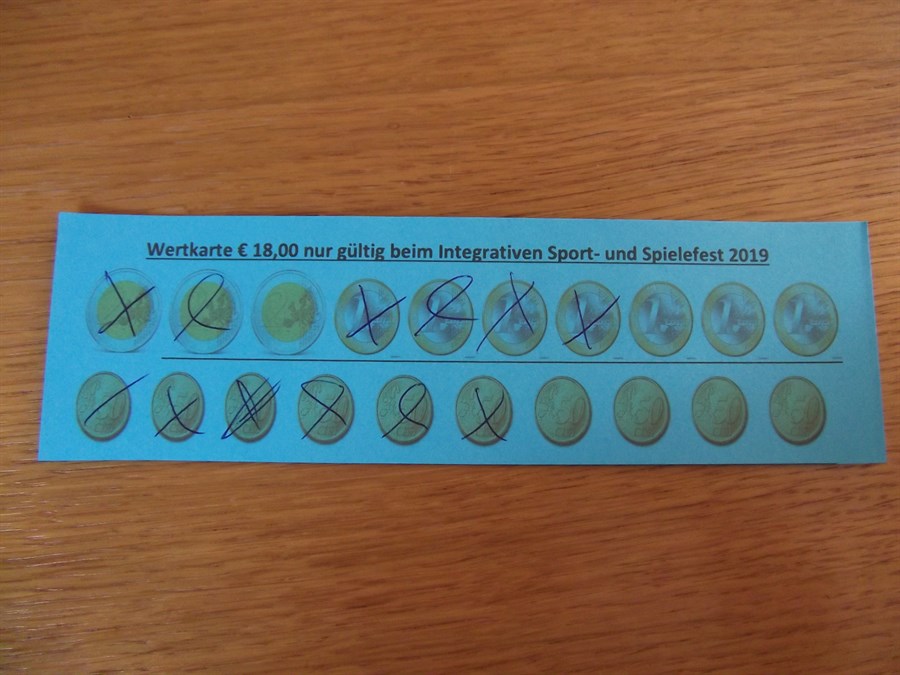 Wertkarte € 18,00 nur gültig beim Integrativen Sport- und Spielefest 2019